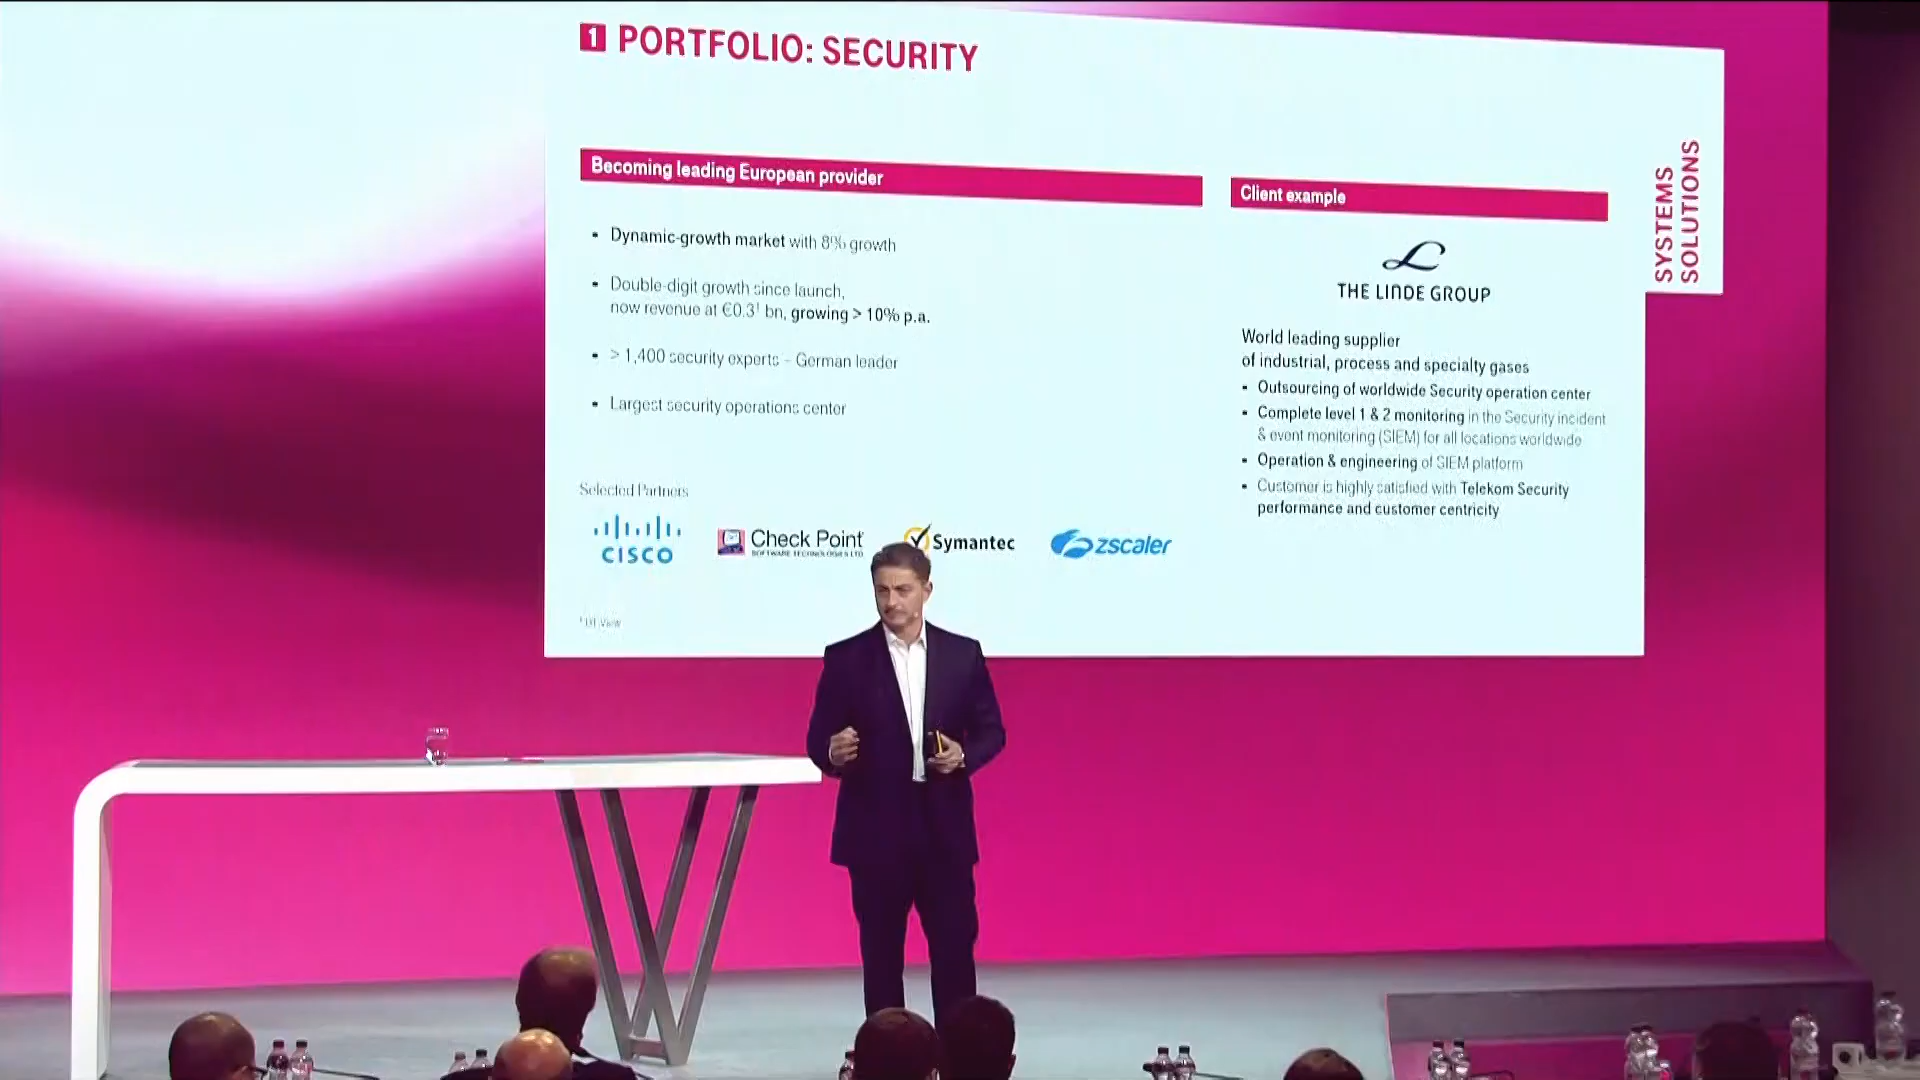 1 PORTFOLIO: SECURITY
Becoming leading European provider
▪ Dynamic-growth market with 8% growth
▪ Double-digit growth since launch,
now revenue at €0.3¹ bn, growing > 10% p.a.
▪ > 1,400 security experts – German leader
▪ Largest security operations center
Selected Partners
CISCO
Check Point
SOFTWARE TECHNOLOGIES LTD
Symantec
zscaler
Client example
THE LINDE GROUP
World leading supplier
of industrial, process and specialty gases
▪ Outsourcing of worldwide Security operation center
▪ Complete level 1 & 2 monitoring in the Security incident
& event monitoring (SIEM) for all locations worldwide
▪ Operation & engineering of SIEM platform
▪ Customer is highly satisfied with Telekom Security
performance and customer centricity
SYSTEMS
SOLUTIONS